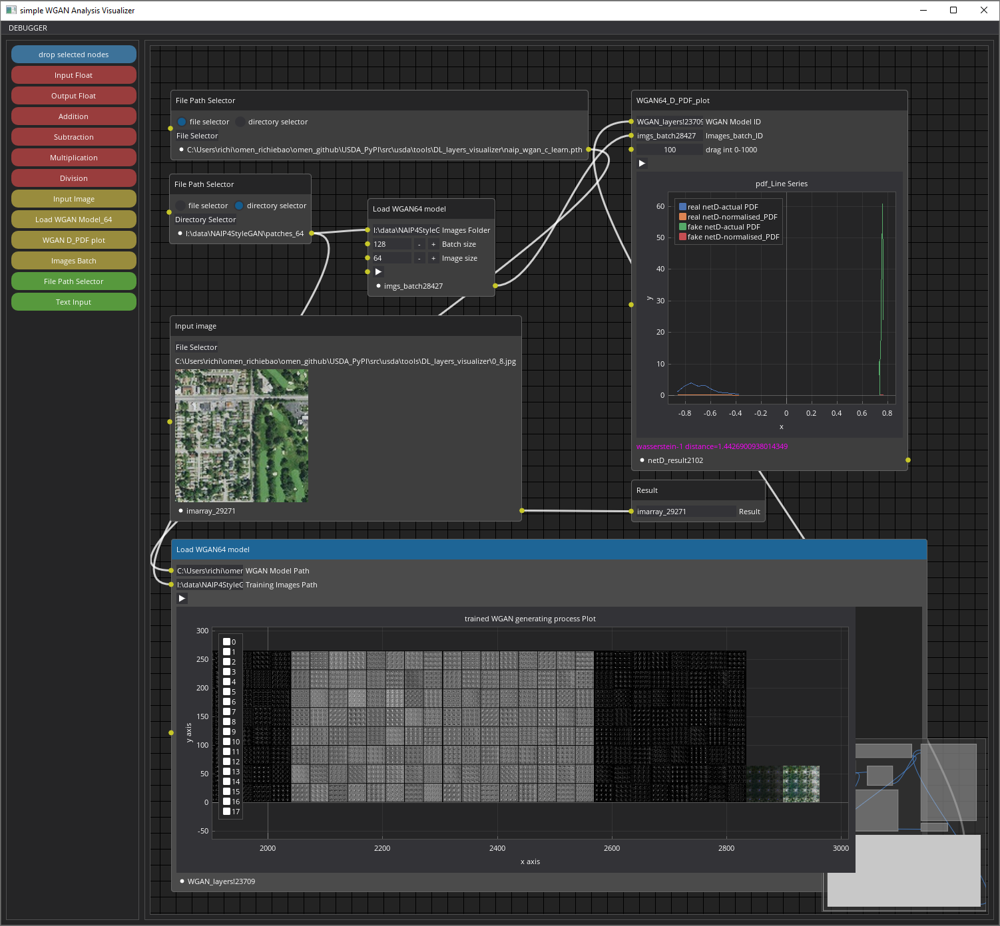 simple WGAN Analysis Visualizer
DEBUGGER
drop selected nodes
Input Float
Output Float
Addition
Subtraction
Multiplication
Division
Input Image
Load WGAN Model_64
WGAN D_PDF plot
Images Batch
File Path Selector
Text Input
File Path Selector
file selector directory selector
File Selector
C:\Users\richi\omen_richiebao\omen_github\USDA_PyPI\src\usda\tools\DL_layers_visualizer\naip_wgan_c_learn.pth
File Path Selector
file selector directory selector
Directory Selector
I:\data\NAIP4StyleGAN\patches_64
Load WGAN64 model
I:\data\NAIP4StyleG Images Folder
128 - + Batch size
64 - + Image size
imgs_batch28427
WGAN64_D_PDF_plot
WGAN_layers!23709 WGAN Model ID
imgs_batch28427 Images_batch_ID
100 drag int 0-1000
pdf_Line Series
real netD-actual PDF
real netD-normalised_PDF
fake netD-actual PDF
fake netD-normalised_PDF
60
50
40
30
20
10
0
y
-0.8 -0.6 -0.4 -0.2 0 0.2 0.4 0.6 0.8
x
wasserstein-1 distance=1.4426900938014349
netD_result2102
Input image
File Selector
C:\Users\richi\omen_richiebao\omen_github\USDA_PyPI\src\usda\tools\DL_layers_visualizer\0_8.jpg
imarray_29271
Result
imarray_29271 Result
Load WGAN64 model
C:\Users\richi\omer WGAN Model Path
I:\data\NAIP4StyleG Training Images Path
trained WGAN generating process Plot
300
250
200
150
100
50
0
-50
y axis
0
1
2
3
4
5
6
7
8
9
10
11
12
13
14
15
16
17
2000 2200 2400 2600 2800 3000
x axis
WGAN_layers!23709